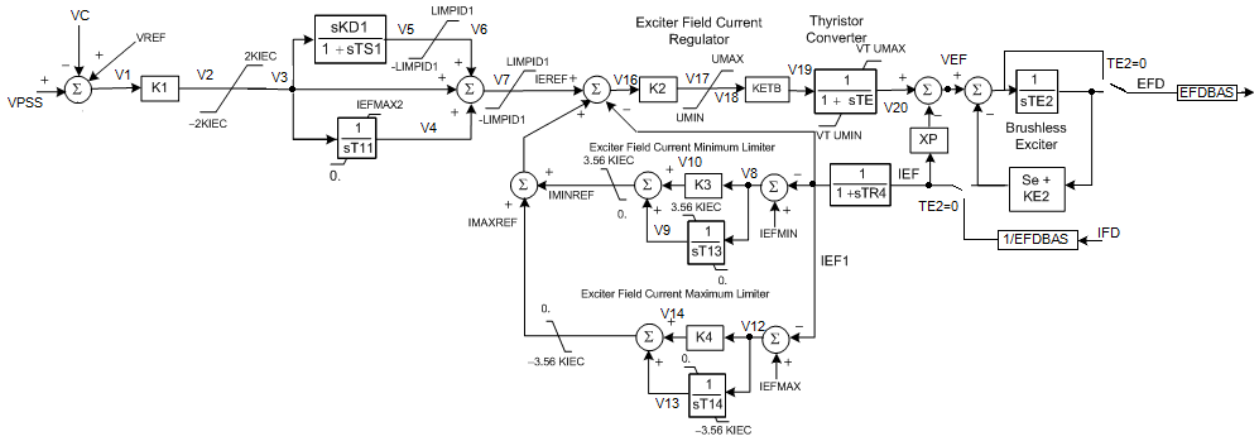 VC
VREF
VPSS
V1
K1
V2
2KIEC
−2KIEC
V3
sKD1
1 +sTS1
V5
LIMPID1
V6
-LIMPID1
IEFMAX2
1
sT11
V4
0.
Σ
V7
LIMPID1
IEREF
-LIMPID1
Exciter Field Current
Regulator
V16
K2
V17
UMAX
V18
UMIN
KETB
V19
Thyristor
Converter
VT UMAX
1
1 + sTE
VT UMIN
V20
VEF
XP
1
sTE2
Brushless
Exciter
Se +
KE2
TE2=0
EFD
EFDBAS
Exciter Field Current Minimum Limiter
3.56 KIEC
0.
V10
K3
V8
3.56 KIEC
1
sT13
V9
0.
IEFMIN
IMINREF
IMAXREF
1
1 +sTR4
IEF
TE2=0
1/EFDBAS
IFD
IEF1
Exciter Field Current Maximum Limiter
0.
−3.56 KIEC
V14
K4
V12
0.
1
sT14
V13
−3.56 KIEC
IEFMAX